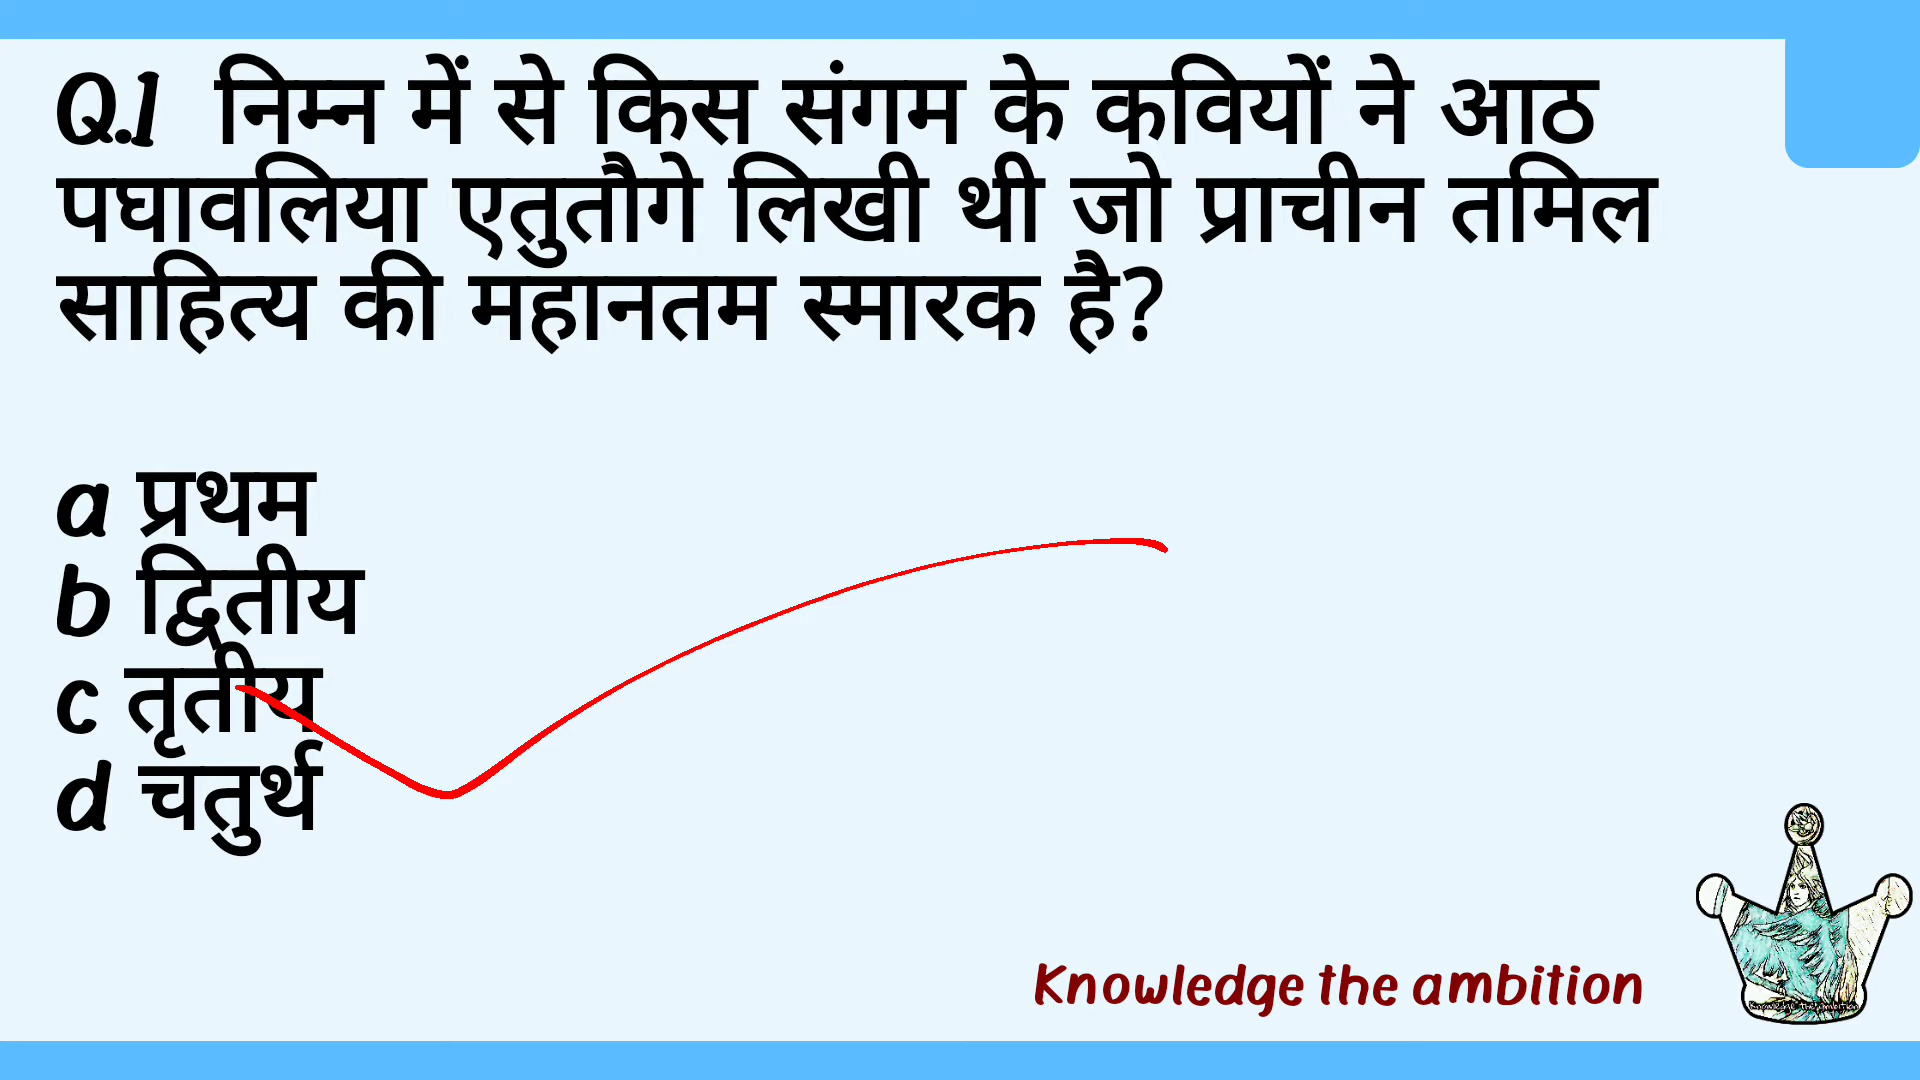 Q.1 निम्न में से किस संगम के कवियों ने आठ
पघावलिया एतुतौगे लिखी थी जो प्राचीन तमिल
साहित्य की महानतम स्मारक है?
a प्रथम
b द्वितीय
c तृतीय
d चतुर्थ
Knowledge the ambition